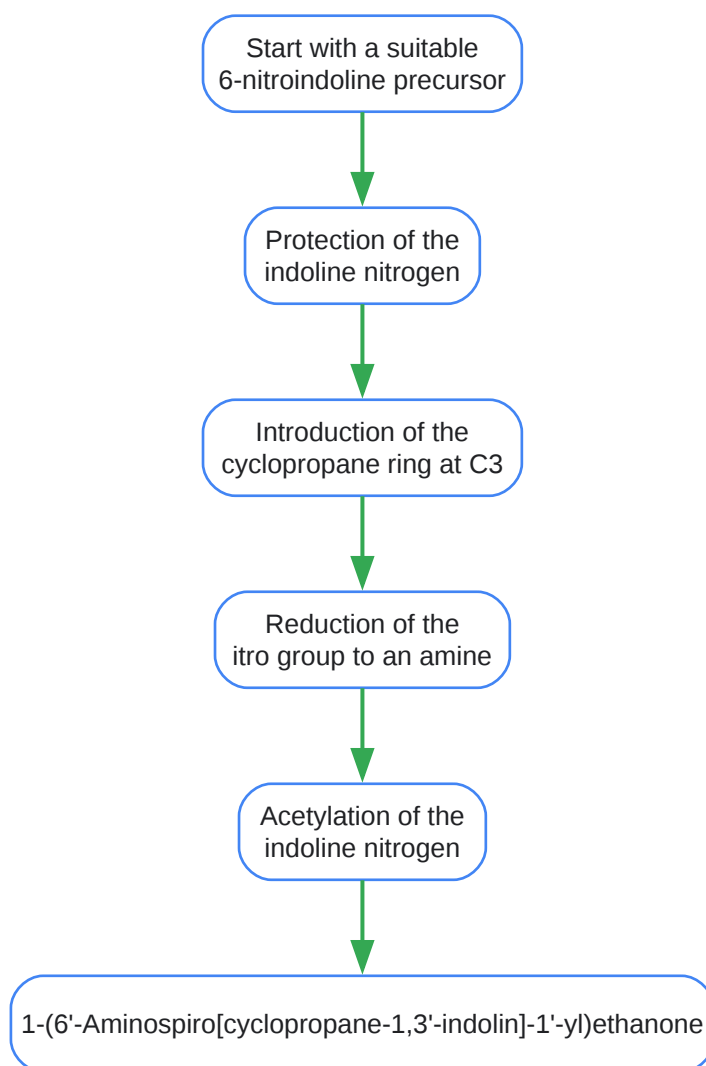 Start with a suitable
6-nitroindoline precursor
Protection of the
indoline nitrogen
Introduction of the
cyclopropane ring at C3
Reduction of the
itro group to an amine
Acetylation of the
indoline nitrogen
1-(6'-Aminospiro[cyclopropane-1,3'-indolin]-1'-yl)ethanone